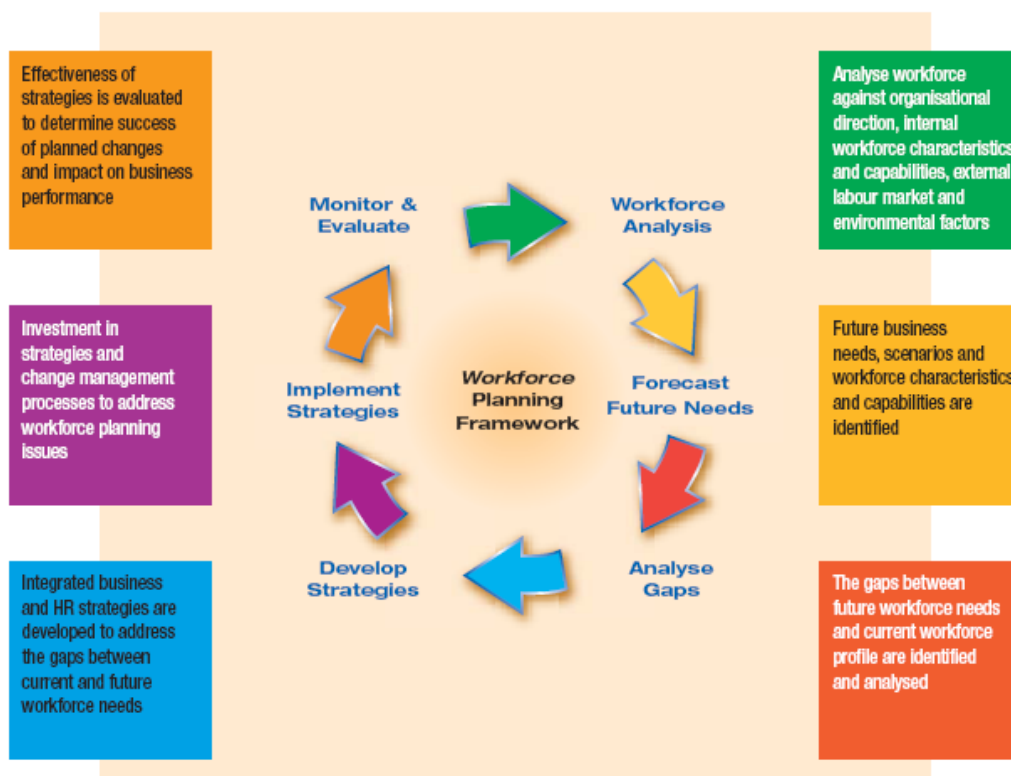 Effectiveness of
strategies is evaluated
to determine success
of planned changes
and impact on business
performance
Analyse workforce
against organisational
direction, internal
workforce characteristics
and capabilities, external
labour market and
environmental factors
Monitor &
Evaluate
Workforce
Analysis
Investment in
strategies and
change management
processes to address
workforce planning
issues
Implement
Strategies
Workforce
Planning
Framework
Forecast
Future Needs
Future business
needs, scenarios and
workforce characteristics
and capabilities are
identified
Integrated business
and HR strategies are
developed to address
the gaps between
current and future
workforce needs
Develop
Strategies
Analyse
Gaps
The gaps between
future workforce needs
and current workforce
profile are identified
and analysed